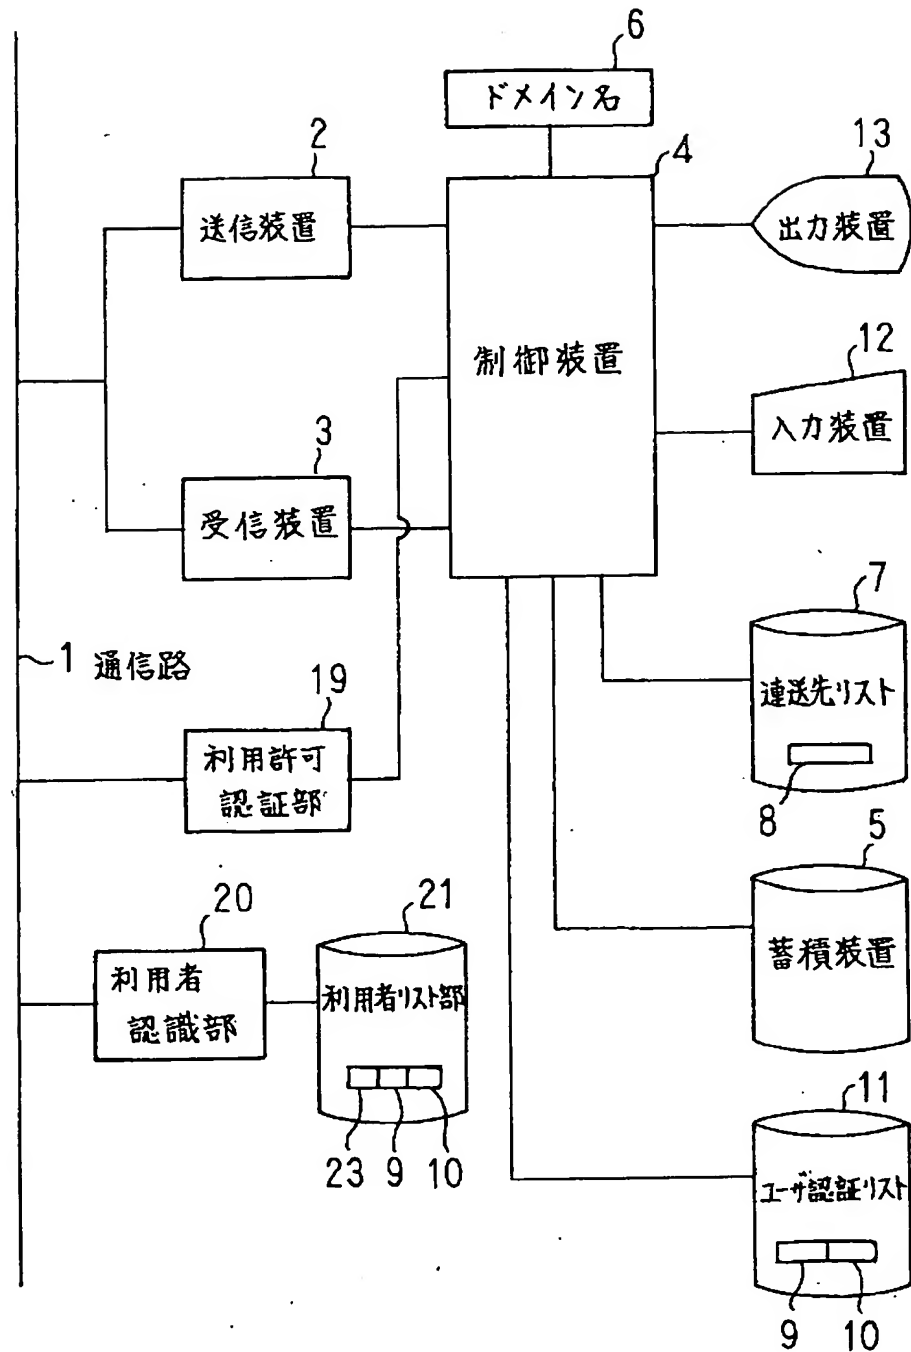 6
ドメイン名
2
4
13
送信装置
出力装置
制御装置
12
入力装置
3
受信装置
7
1 通信路
19
連送先リスト
利用許可
認証部
8
5
20
21
蓄積装置
利用者
認識部
利用者リスト部
11
23 9 10
ユーザ認証リスト
9 10